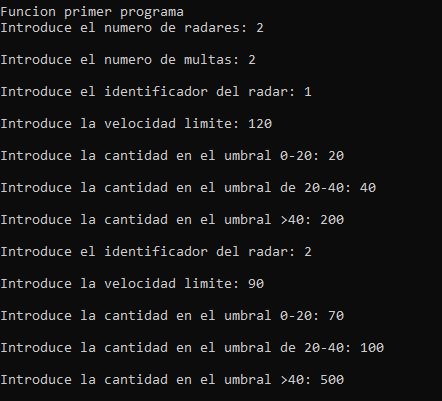 Funcion primer programa
Introduce el numero de radares: 2
Introduce el numero de multas: 2
Introduce el identificador del radar: 1
Introduce la velocidad limite: 120
Introduce la cantidad en el umbral 0-20: 20
Introduce la cantidad en el umbral de 20-40: 40
Introduce la cantidad en el umbral >40: 200
Introduce el identificador del radar: 2
Introduce la velocidad limite: 90
Introduce la cantidad en el umbral 0-20: 70
Introduce la cantidad en el umbral de 20-40: 100
Introduce la cantidad en el umbral >40: 500